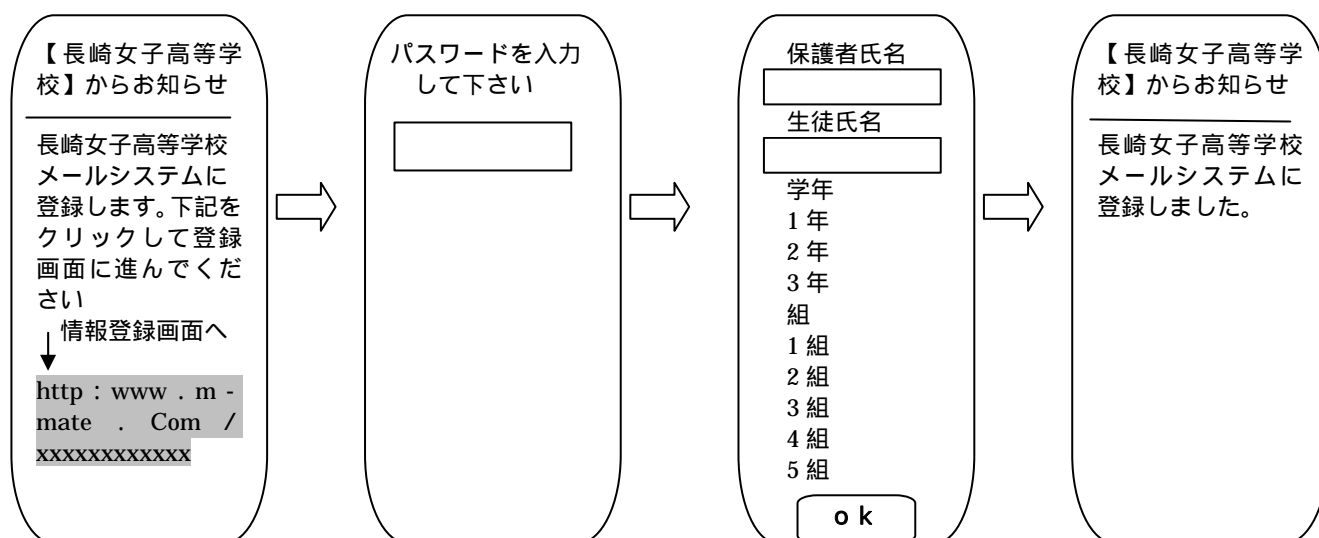 【長崎女子高等学
校】からお知らせ
長崎女子高等学校
メールシステムに
登録します。下記を
クリックして登録
画面に進んでくだ
さい
情報登録画面へ
http：www．m-
mate ． Com /
xxxxxxxxxxxx
パスワードを入力
して下さい
保護者氏名
生徒氏名
学年
1 年
2 年
3 年
組
1 組
2 組
3 組
4 組
5 組
ｏｋ
【長崎女子高等学
校】からお知らせ
長崎女子高等学校
メールシステムに
登録しました。